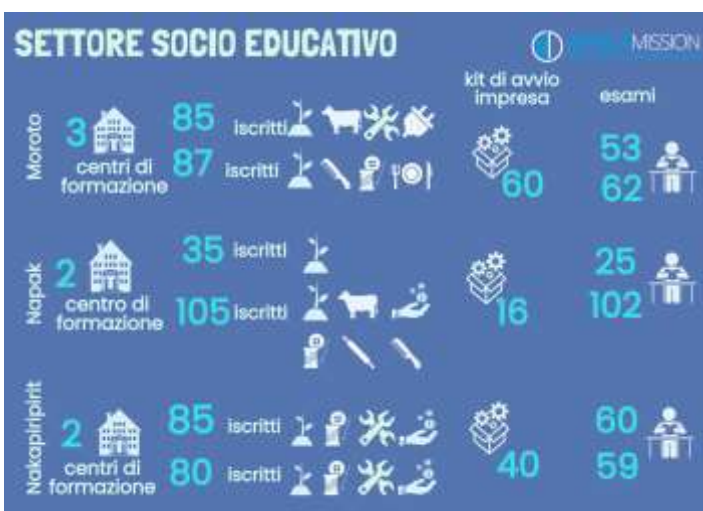 SETTORE SOCIO EDUCATIVO
MISSION
kit di avvio
impresa
esami
Moroto
3
centri di
formazione
85 iscritti
87 iscritti
60
53
62
Napak
2
centro di
formazione
35 iscritti
105 iscritti
16
25
102
Nakapiripirit
2
centri di
formazione
85 iscritti
80 iscritti
40
60
59